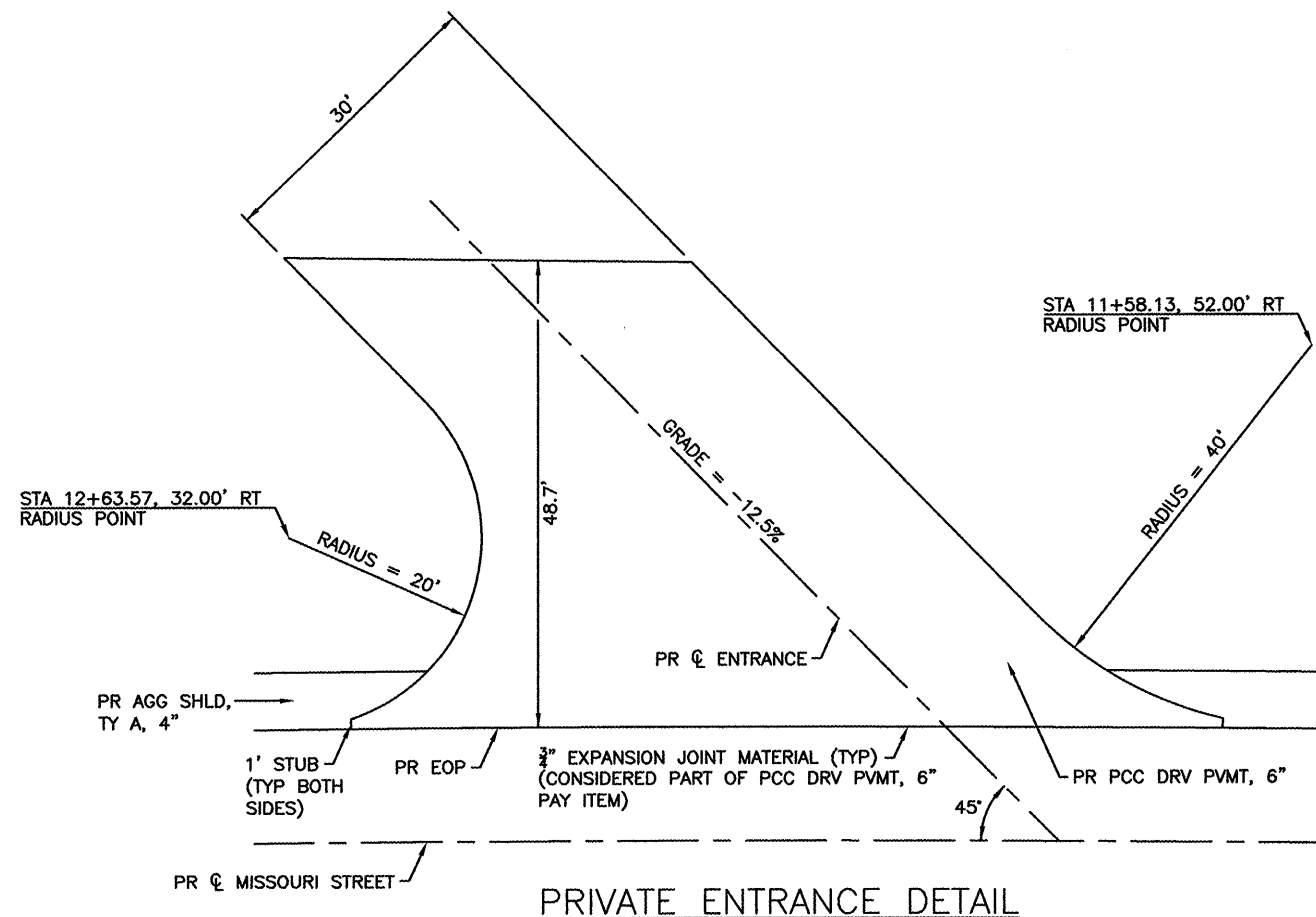 30'
STA 11+58.13, 52.00' RT
RADIUS POINT
GRADE = -12.5%
48.7'
RADIUS = 40'
STA 12+63.57, 32.00' RT
RADIUS POINT
RADIUS = 20'
PR ℄ ENTRANCE
PR AGG SHLD,
TY A, 4"
1' STUB
(TYP BOTH
SIDES)
PR EOP
3/4" EXPANSION JOINT MATERIAL (TYP)
(CONSIDERED PART OF PCC DRV PVMT, 6"
PAY ITEM)
PR PCC DRV PVMT, 6"
45°
PR ℄ MISSOURI STREET
PRIVATE ENTRANCE DETAIL